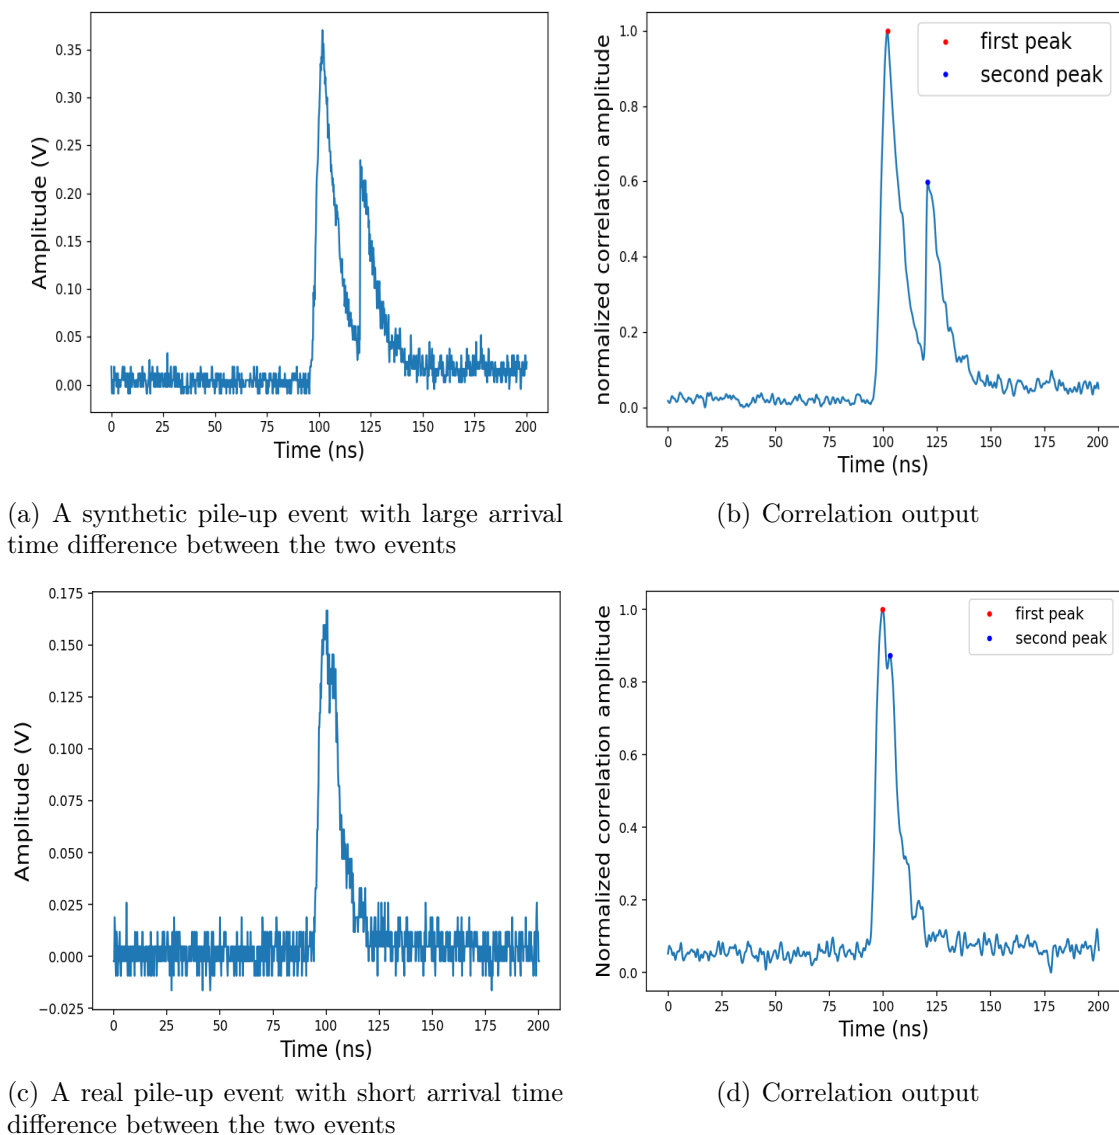 0.35
0.30
0.25
0.20
0.15
0.10
0.05
0.00
Amplitude (V)
0 25 50 75 100 125 150 175 200
Time (ns)
1.0
0.8
0.6
0.4
0.2
0.0
normalized correlation amplitude
first peak
second peak
0 25 50 75 100 125 150 175 200
Time (ns)
(a) A synthetic pile-up event with large arrival
time difference between the two events
(b) Correlation output
0.175
0.150
0.125
0.100
0.075
0.050
0.025
0.000
−0.025
Amplitude (V)
0 25 50 75 100 125 150 175 200
Time (ns)
1.0
0.8
0.6
0.4
0.2
0.0
Normalized correlation amplitude
first peak
second peak
0 25 50 75 100 125 150 175 200
Time (ns)
(c) A real pile-up event with short arrival time
difference between the two events
(d) Correlation output